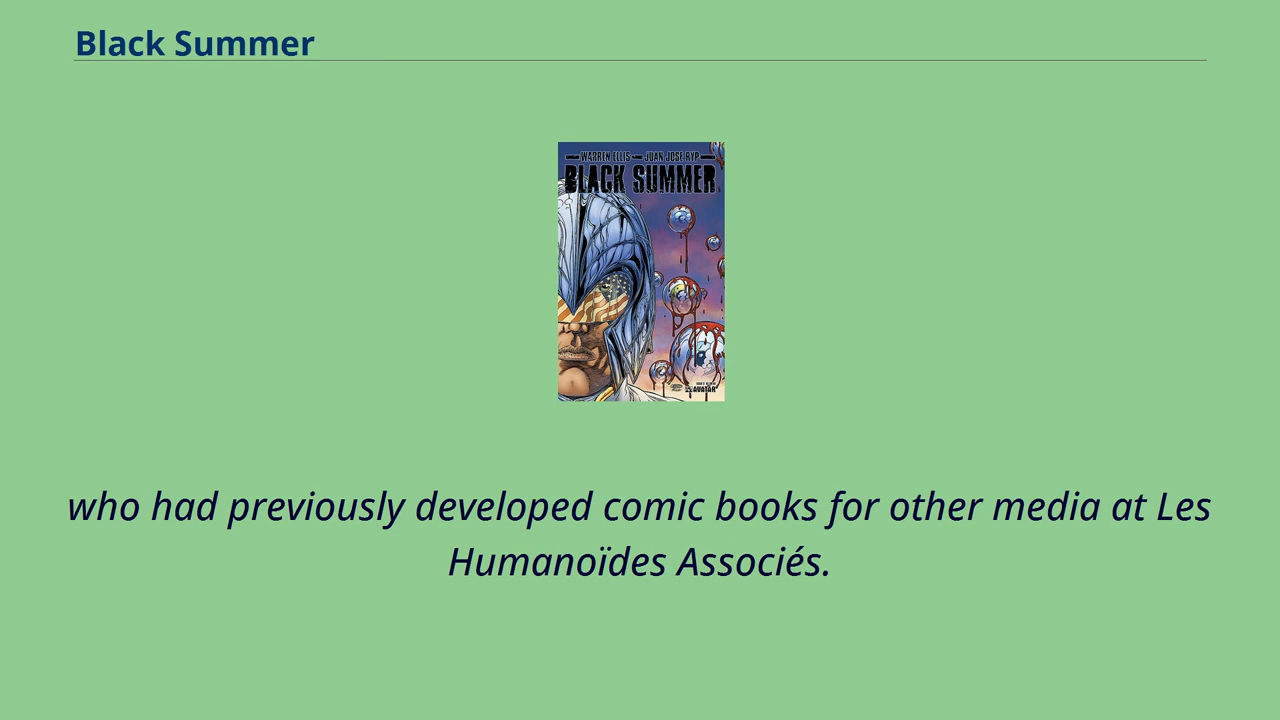 Black Summer
WARREN ELLIS JUAN JOSE RYP
BLACK SUMMER
AVATAR
who had previously developed comic books for other media at Les
Humanoïdes Associés.